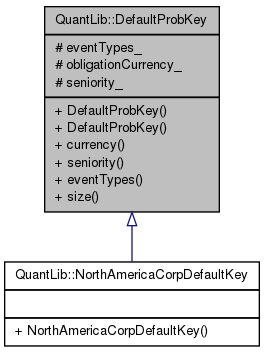 QuantLib::DefaultProbKey
# eventTypes_
# obligationCurrency_
# seniority_
+ DefaultProbKey()
+ DefaultProbKey()
+ currency()
+ seniority()
+ eventTypes()
+ size()
QuantLib::NorthAmericaCorpDefaultKey
+ NorthAmericaCorpDefaultKey()